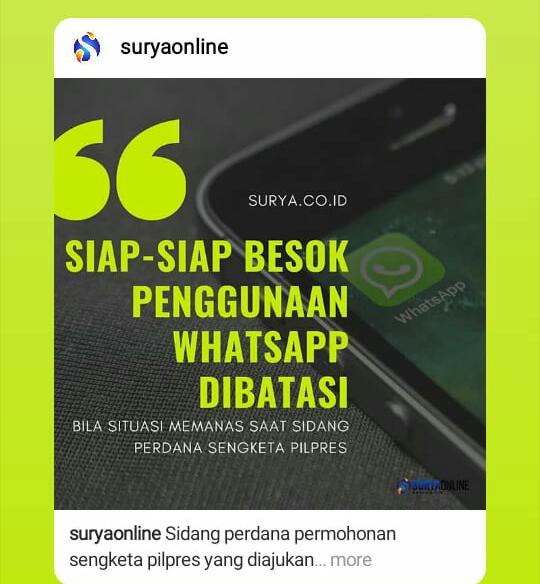 suryaonline
SURYA.CO.ID
SIAP-SIAP BESOK
PENGGUNAAN
WHATSAPP
DIBATASI
BILA SITUASI MEMANAS SAAT SIDANG
PERDANA SENGKETA PILPRES
WhatsApp
SURYAONLINE
suryaonline Sidang perdana permohonan
sengketa pilpres yang diajukan... more